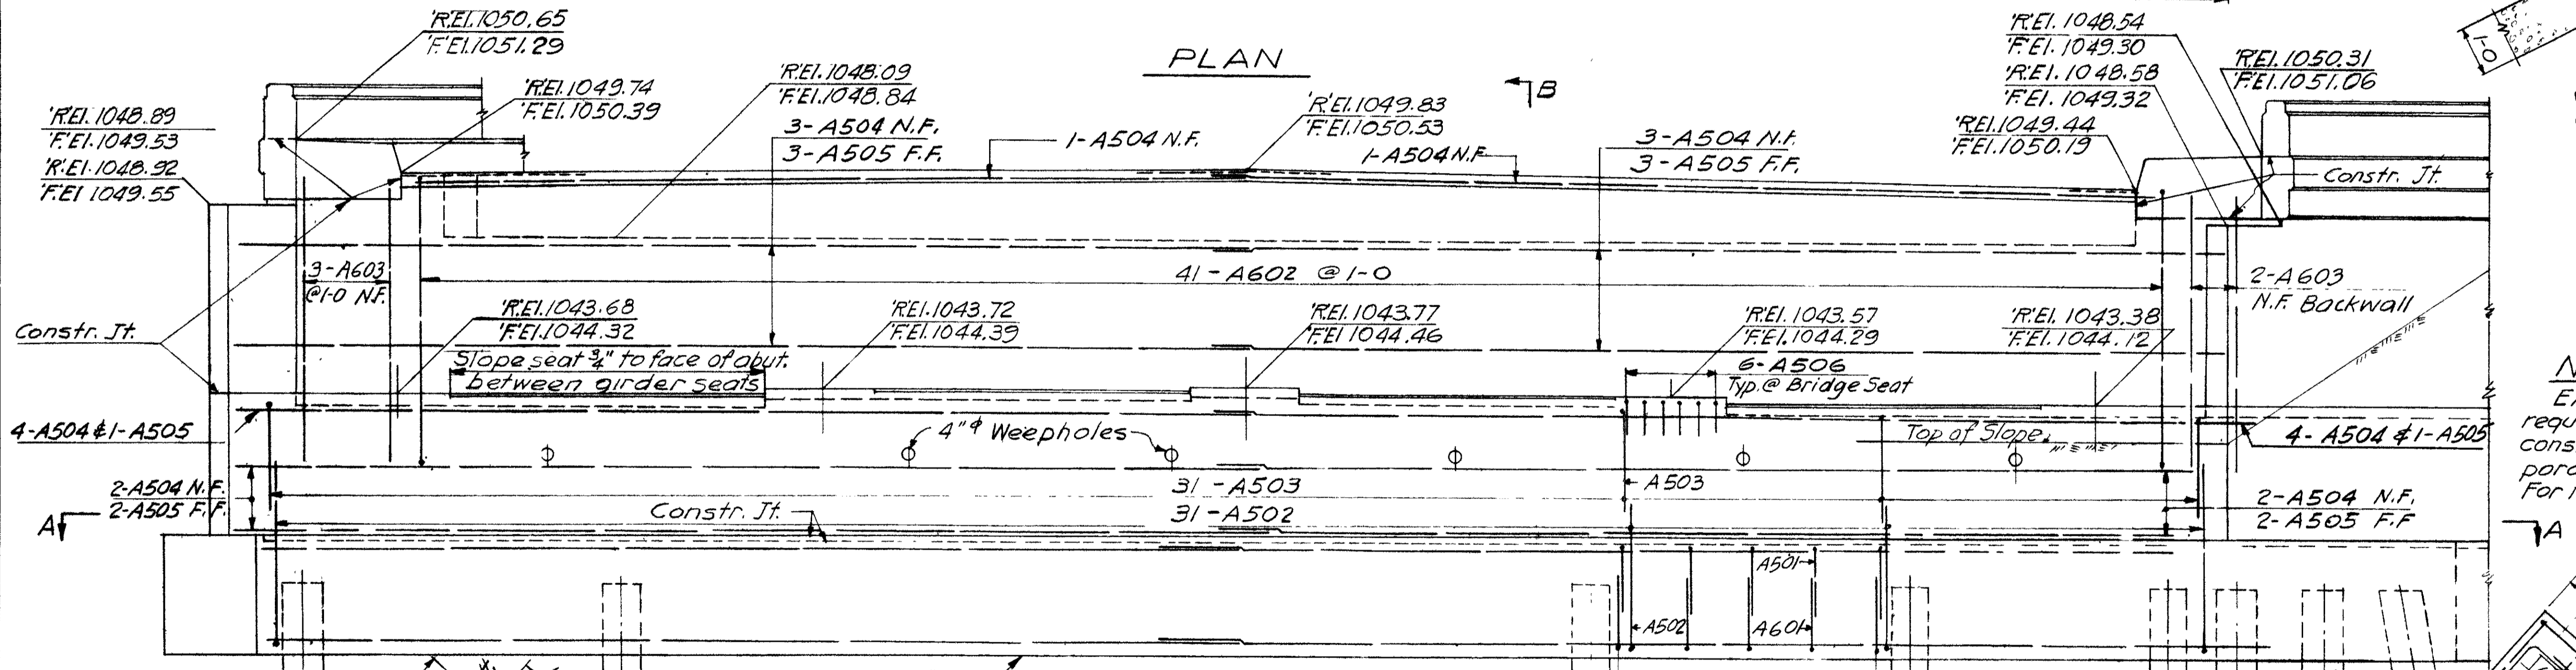 PLAN
'R'El. 1050.65
'F'El. 1051.29
'R'El. 1049.74
'F'El. 1050.39
'R'El. 1048.09
'F'El. 1048.84
B
'R'El. 1049.83
'F'El. 1050.53
'R'El. 1048.54
'F'El. 1049.30
'R'El. 1048.58
'F'El. 1049.32
'R'El. 1049.44
'F'El. 1050.19
'R'El. 1050.31
'F'El. 1051.06
1-0
'R'El. 1048.89
'F'El. 1049.53
'R'El. 1048.92
'F'El 1049.55
3-A504 N.F.
3-A505 F.F.
1-A504 N.F.
1-A504 N.F.
3-A504 N.F.
3-A505 F.F.
Constr. Jt.
3-A603
@1-0 N.F.
41-A602 @1-0
2-A603
N.F. Backwall
Constr. Jt.
'R'El. 1043.68
'F'El. 1044.32
'R'El. 1043.72
'F'El. 1044.39
'R'El. 1043.77
'F'El 1044.46
'R'El. 1043.57
'F'El. 1044.29
'R'El. 1043.38
'F'El. 1044.12
Slope seat 3/4" to face of abut.
between girder seats
6-A506
Typ. @ Bridge Seat
4-A504 & 1-A505
4"ϕ Weepholes
Top of Slope
4-A504 & 1-A505
2-A504 N.F.
2-A505 F.F.
31-A503
31-A502
A503
2-A504 N.F.
2-A505 F.F
A
Constr. Jt.
A
A501
A502
A601
For